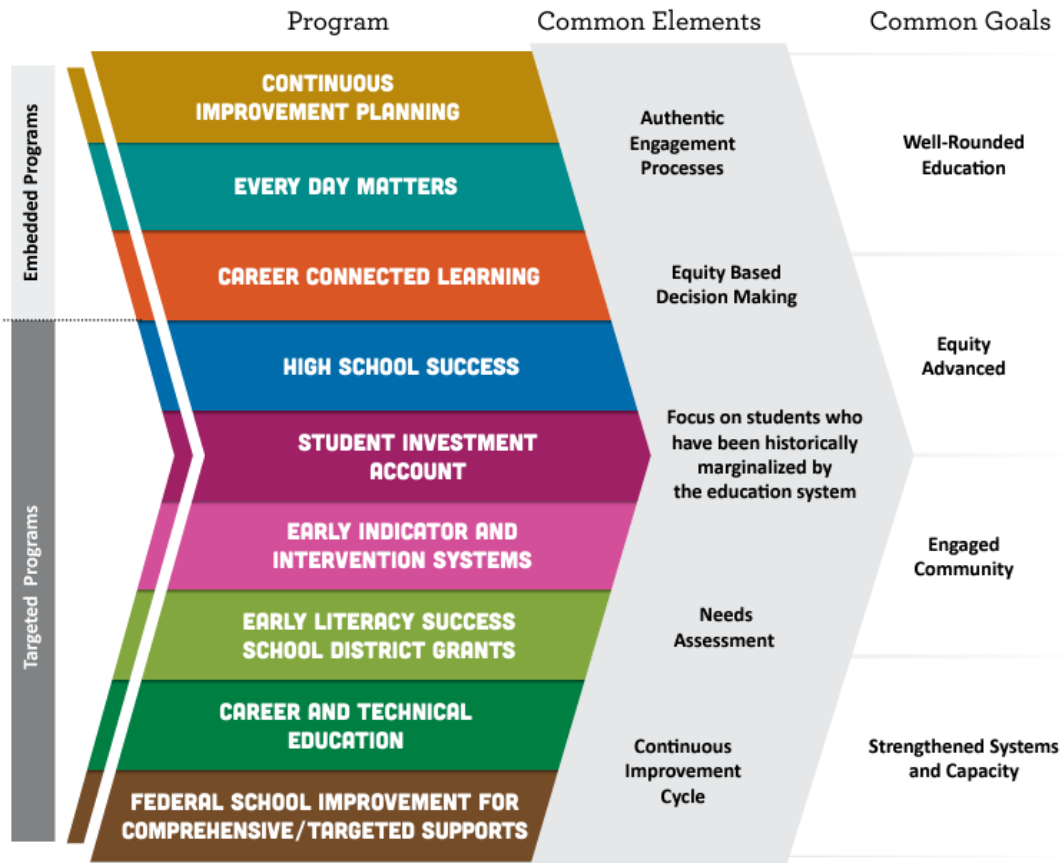 Program
Common Elements
Common Goals
Embedded Programs
Targeted Programs
CONTINUOUS
IMPROVEMENT PLANNING
EVERY DAY MATTERS
CAREER CONNECTED LEARNING
HIGH SCHOOL SUCCESS
STUDENT INVESTMENT
ACCOUNT
EARLY INDICATOR AND
INTERVENTION SYSTEMS
EARLY LITERACY SUCCESS
SCHOOL DISTRICT GRANTS
CAREER AND TECHNICAL
EDUCATION
FEDERAL SCHOOL IMPROVEMENT FOR
COMPREHENSIVE/TARGETED SUPPORTS
Authentic
Engagement
Processes
Equity Based
Decision Making
Focus on students who
have been historically
marginalized by
the education system
Needs
Assessment
Continuous
Improvement
Cycle
Well-Rounded
Education
Equity
Advanced
Engaged
Community
Strengthened Systems
and Capacity